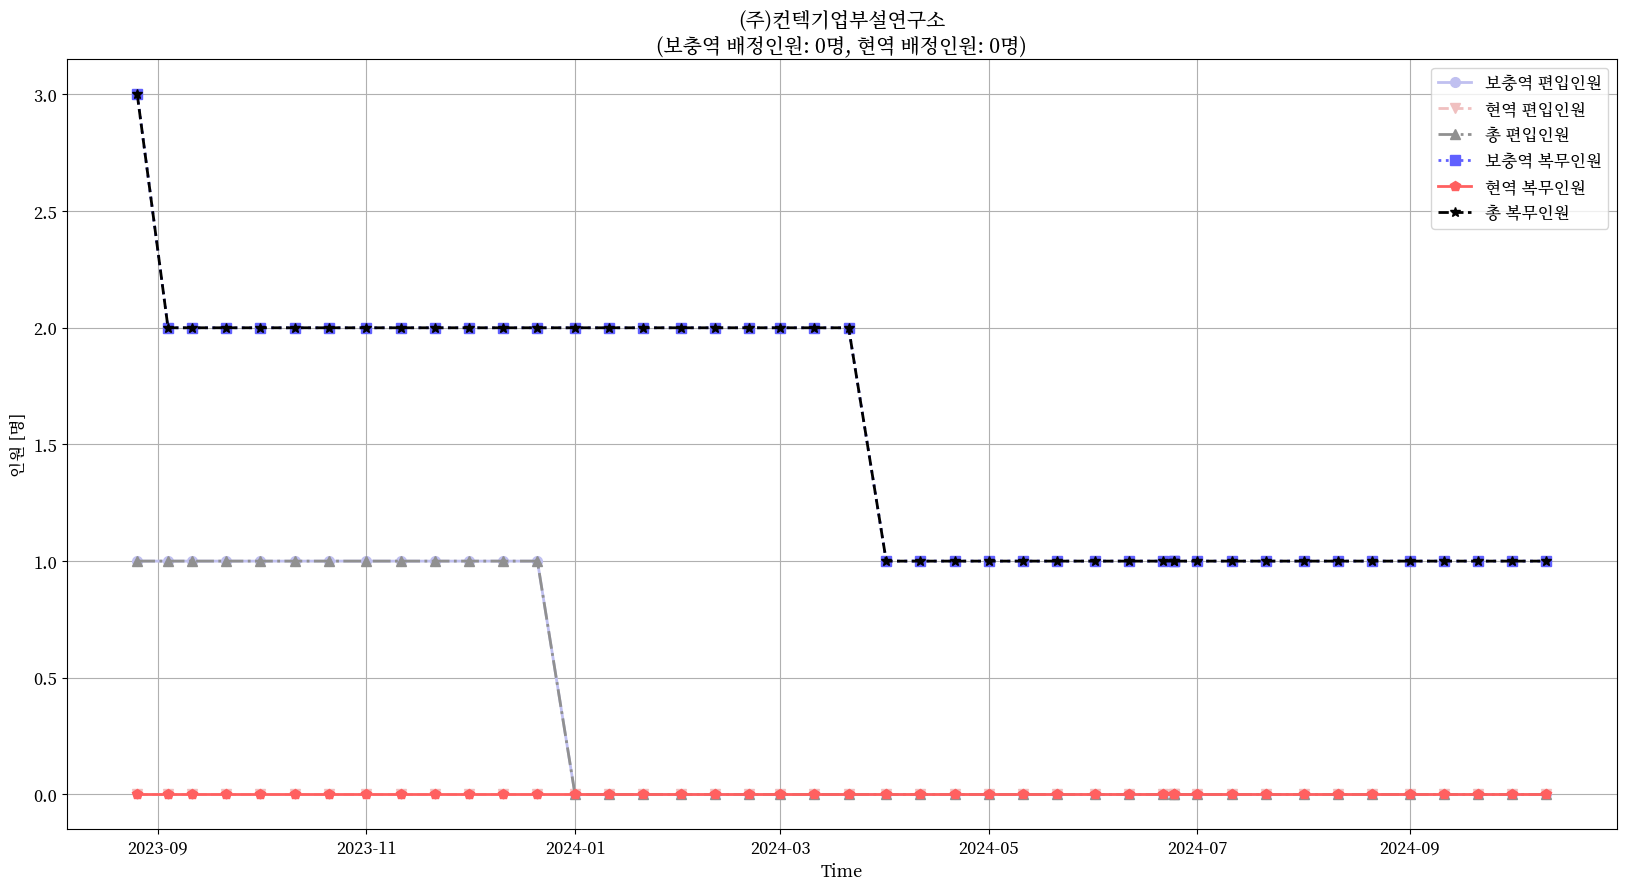 (주)컨텍기업부설연구소
(보충역 배정인원: 0명, 현역 배정인원: 0명)
보충역 편입인원
현역 편입인원
총 편입인원
보충역 복무인원
현역 복무인원
총 복무인원
인원 [명]
3.0
2.5
2.0
1.5
1.0
0.5
0.0
2023-09 2023-11 2024-01 2024-03 2024-05 2024-07 2024-09
Time